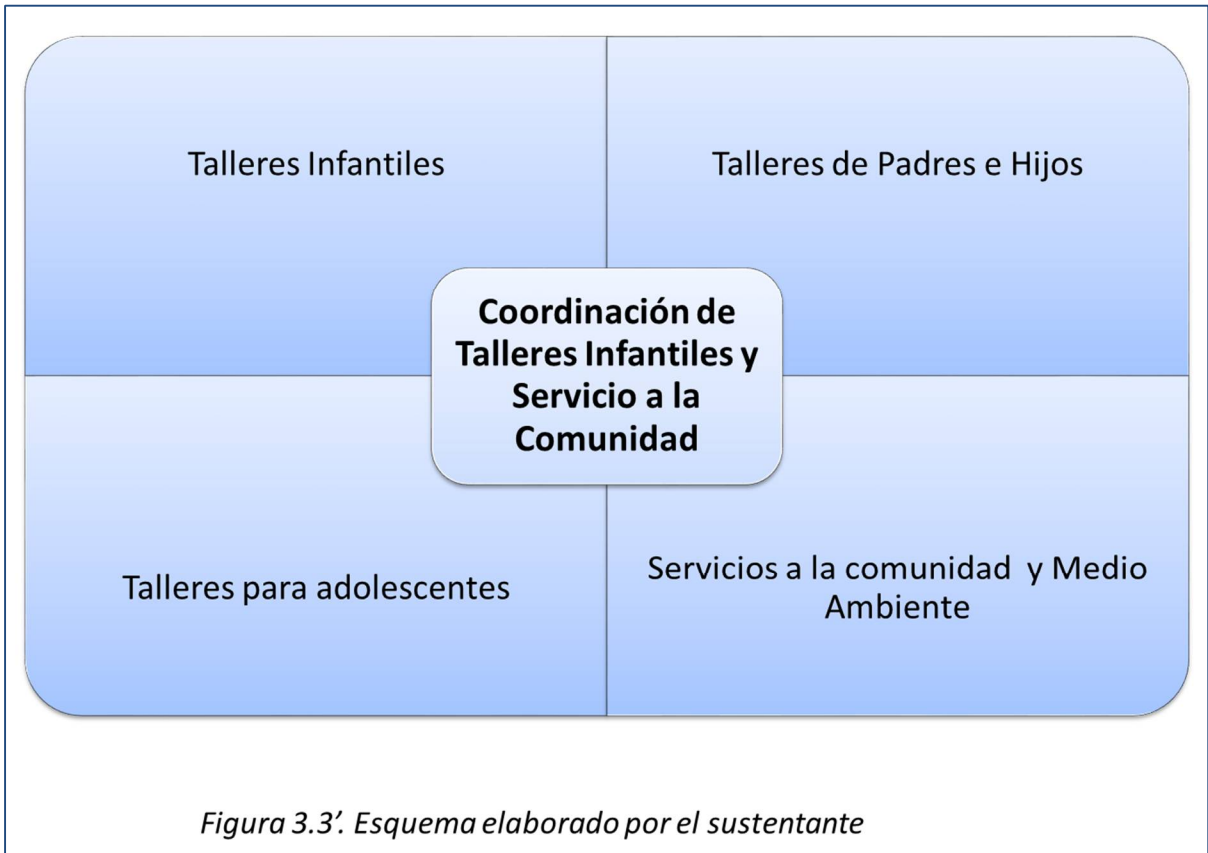 Talleres Infantiles
Talleres de Padres e Hijos
Coordinación de
Talleres Infantiles y
Servicio a la
Comunidad
Talleres para adolescentes
Servicios a la comunidad  y Medio
Ambiente
Figura 3.3’. Esquema elaborado por el sustentante